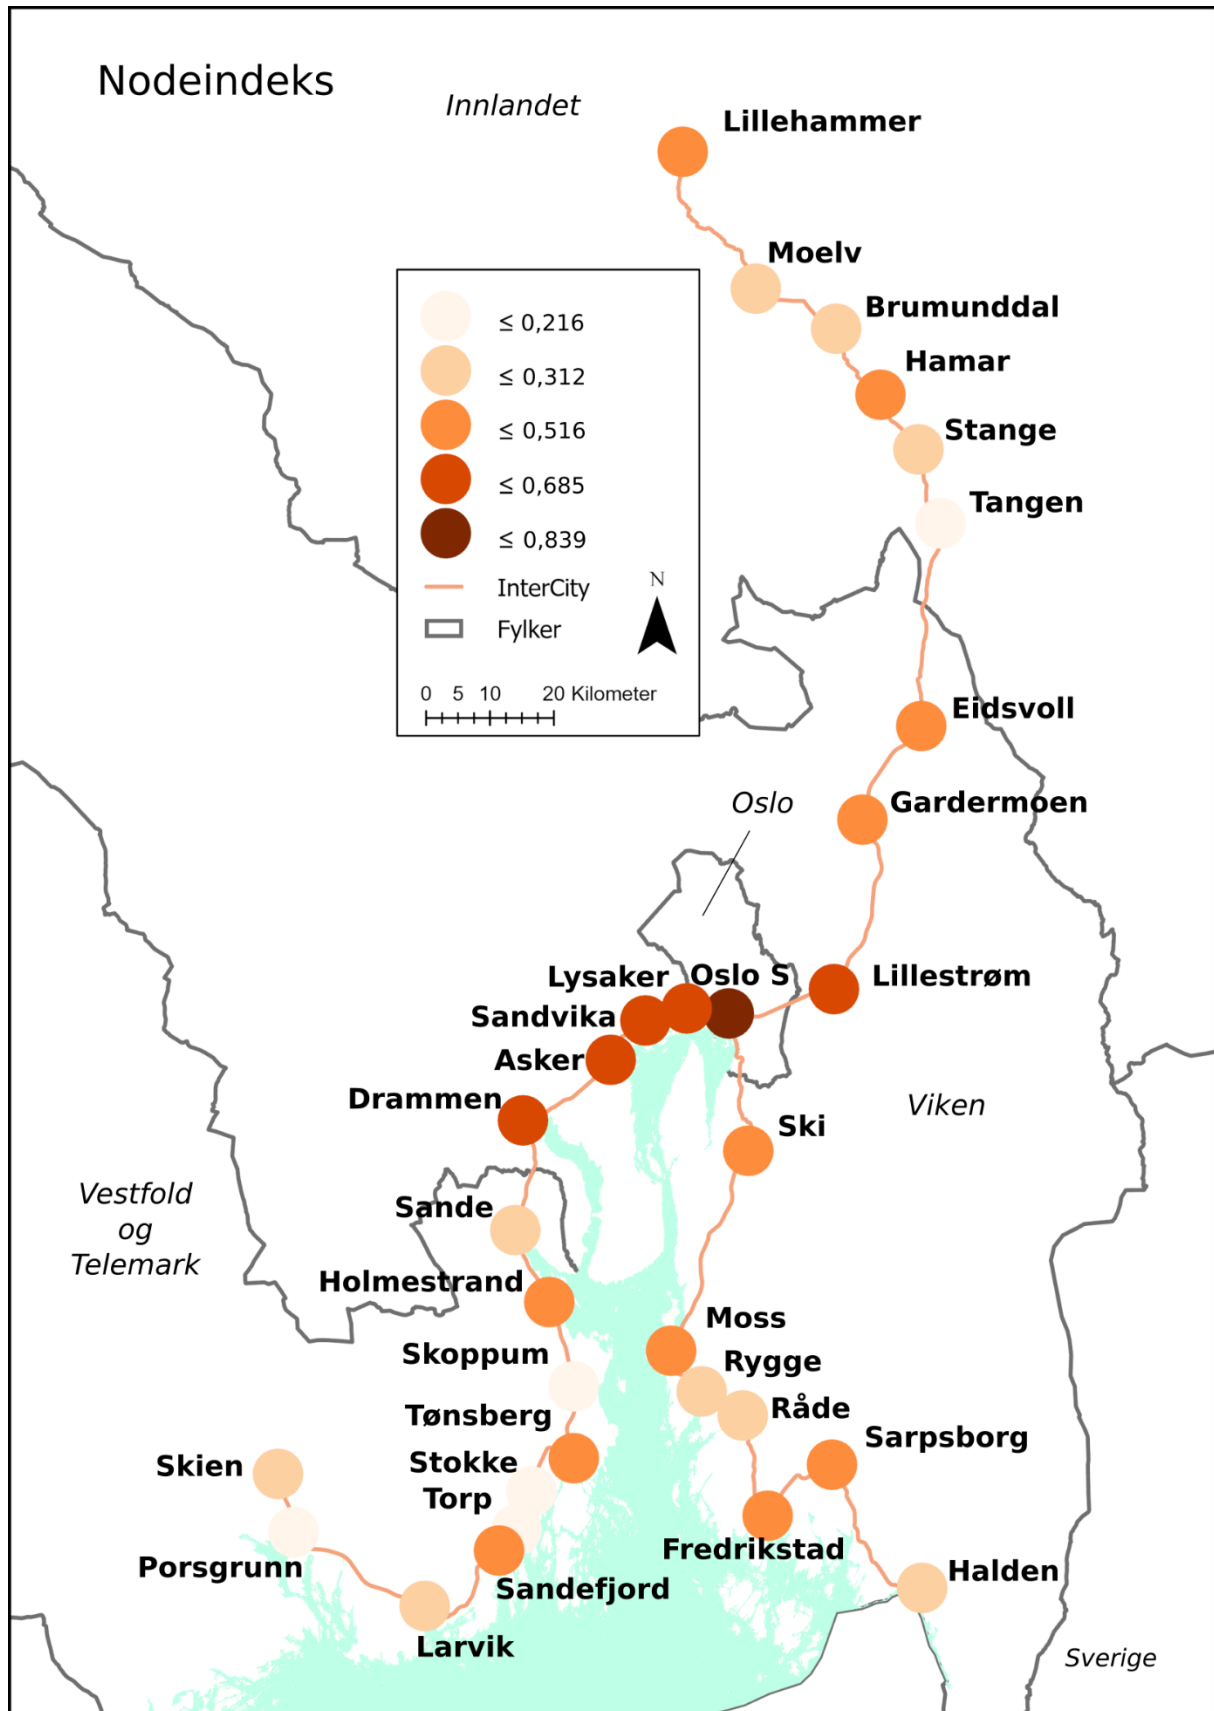 Nodeindeks
Innlandet
Lillehammer
Moelv
Brumunddal
Hamar
Stange
Tangen
≤ 0,216
≤ 0,312
≤ 0,516
≤ 0,685
≤ 0,839
InterCity
Fylker
N
0 5 10 20 Kilometer
Eidsvoll
Gardermoen
Oslo
Lysaker
Oslo S
Lillestrøm
Sandvika
Asker
Drammen
Viken
Ski
Vestfold
og
Telemark
Sande
Holmestrand
Moss
Skoppum
Rygge
Råde
Tønsberg
Sarpsborg
Stokke
Skien
Torp
Fredrikstad
Porsgrunn
Halden
Sandefjord
Larvik
Sverige